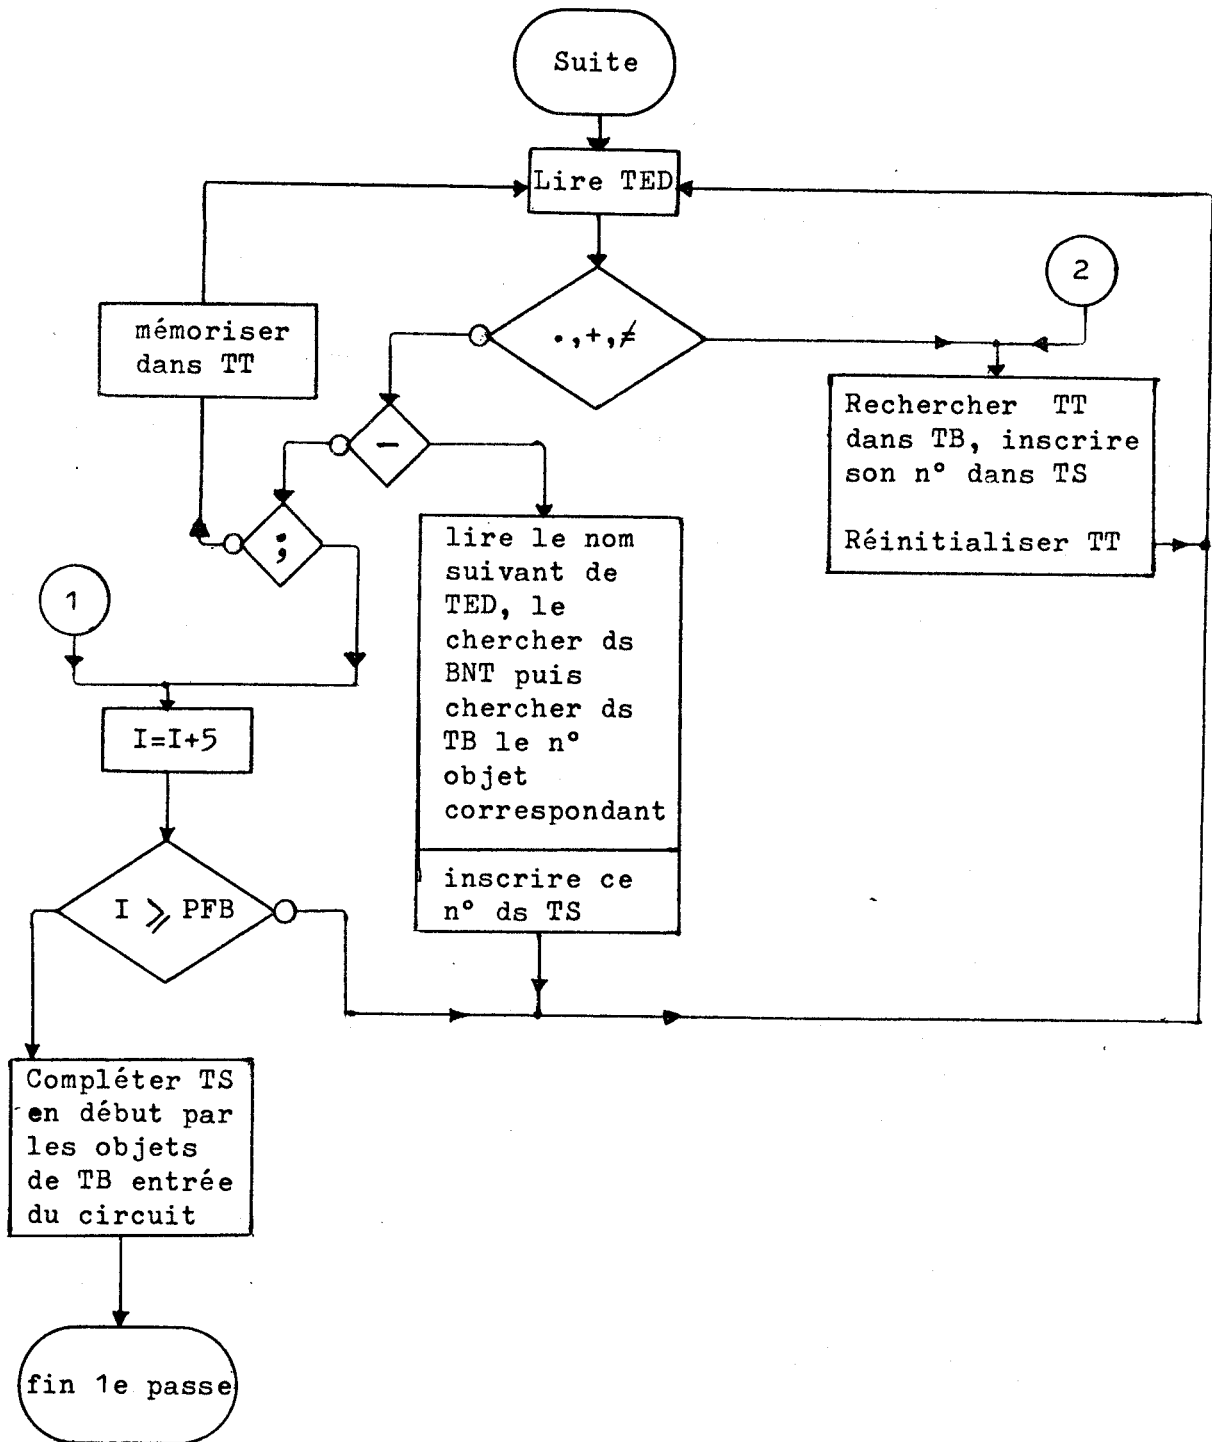 Suite
Lire TED
2
mémoriser
dans TT
.,+,≠
Rechercher TT
dans TB, inscrire
son n° dans TS
Réinitialiser TT
−
;
lire le nom
suivant de
TED, le
chercher ds
BNT puis
chercher ds
TB le n°
objet
correspondant
inscrire ce
n° ds TS
1
I=I+5
I ⩾ PFB
Compléter TS
en début par
les objets
de TB entrée
du circuit
fin 1e passe